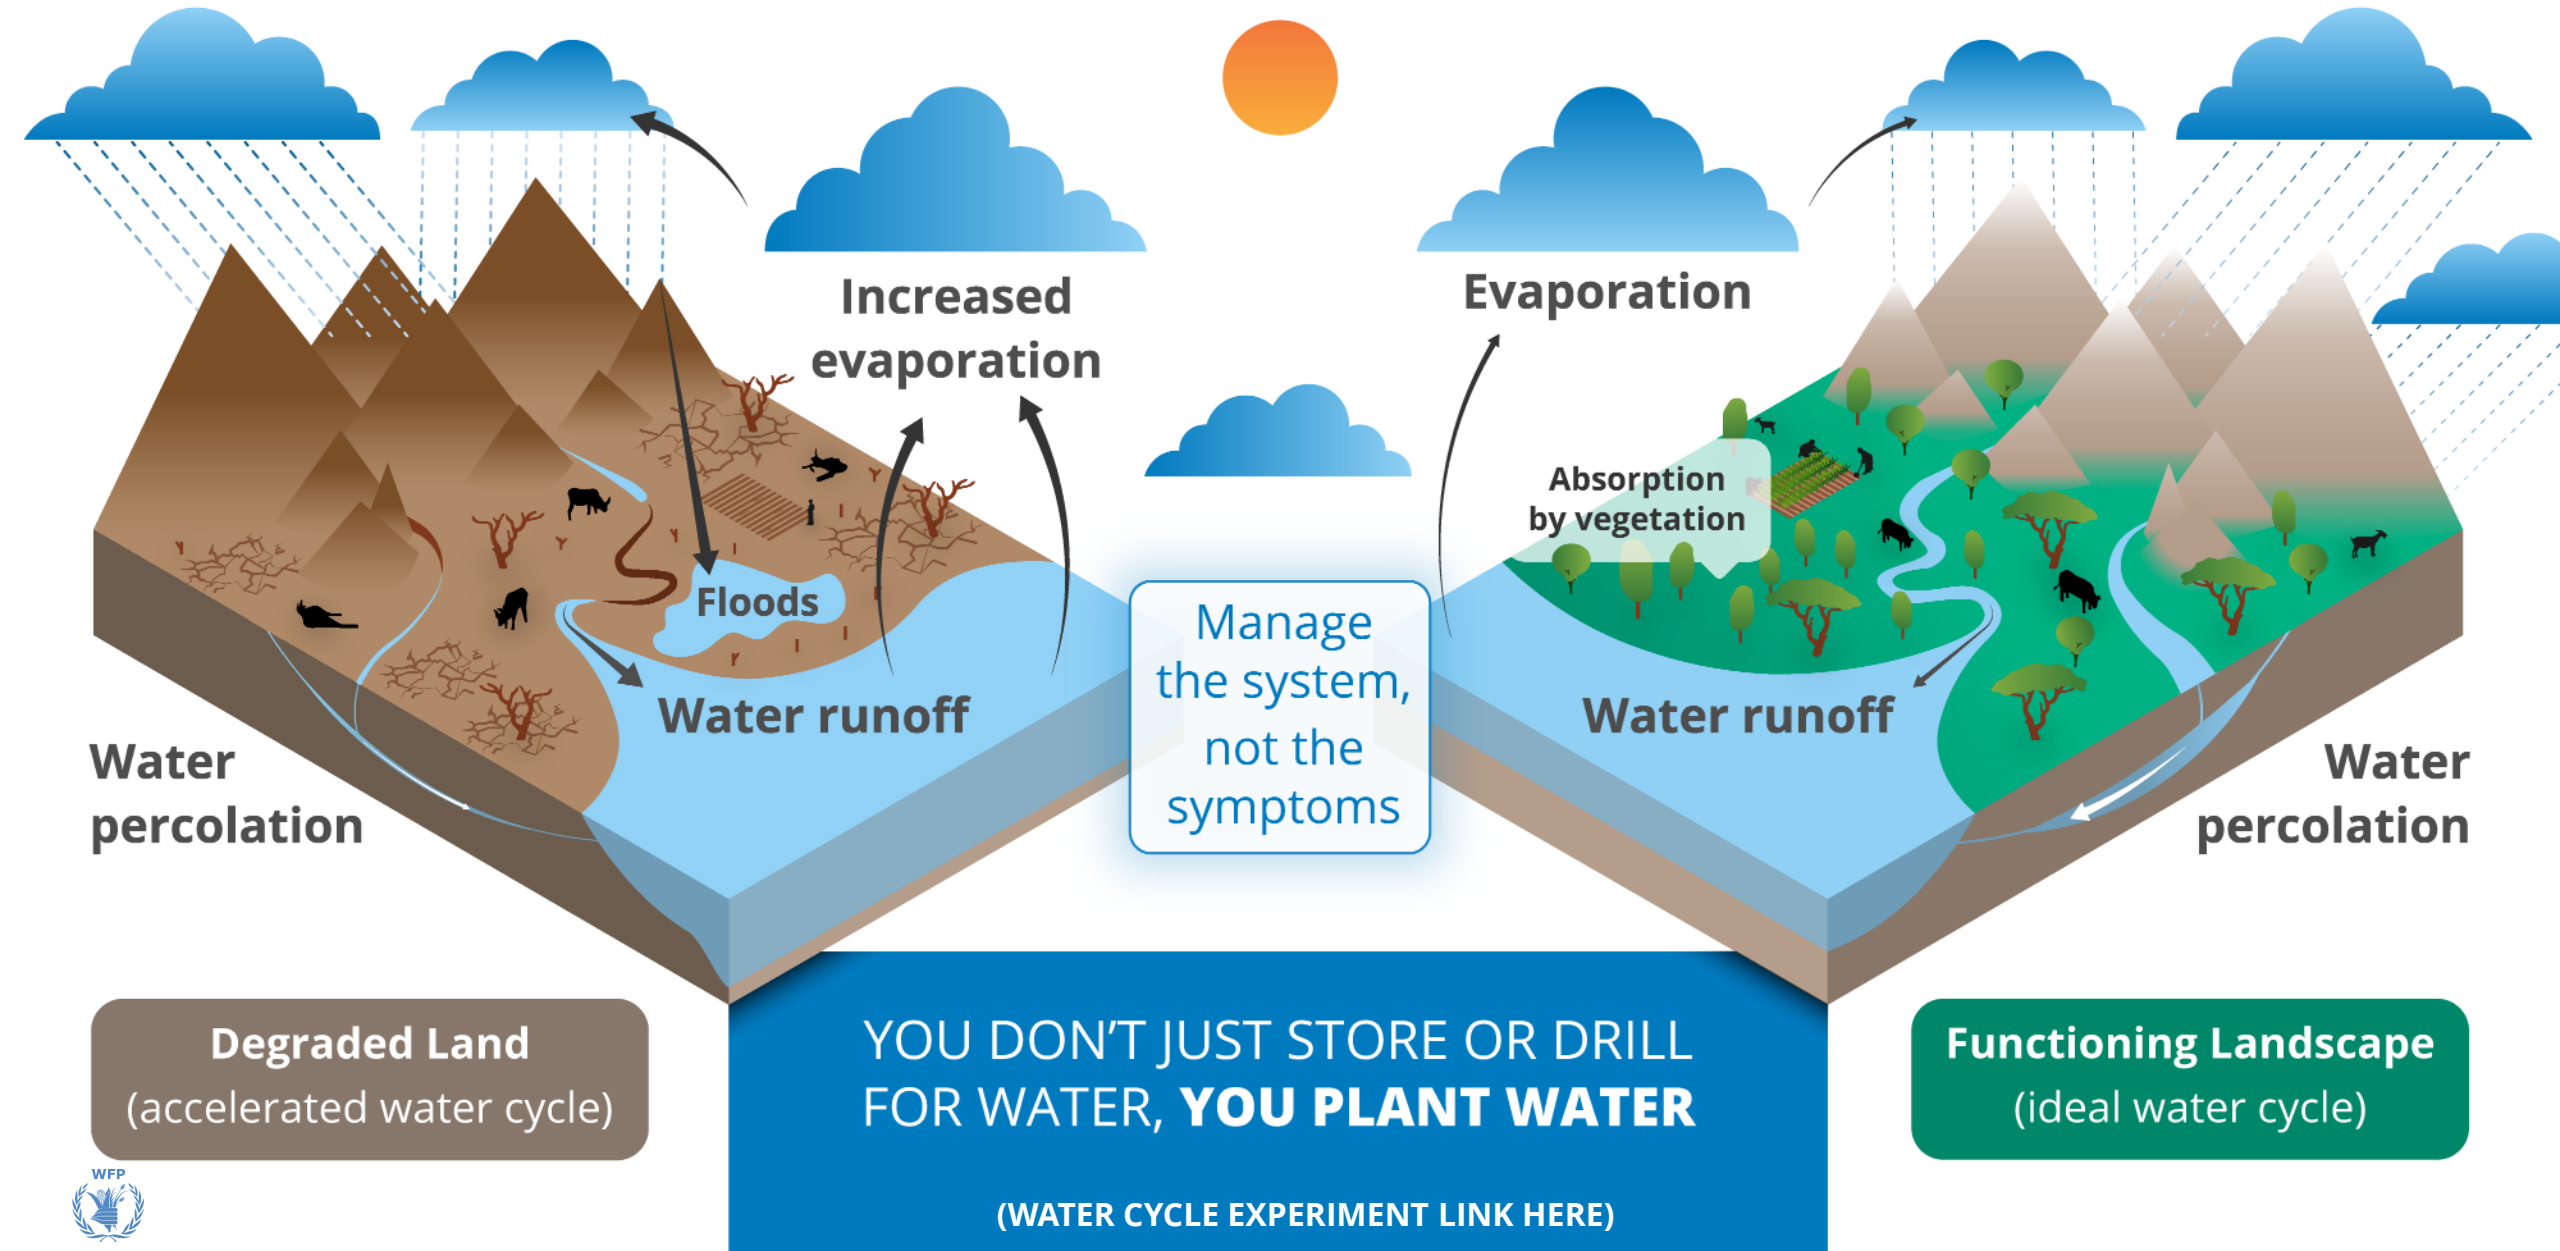 Increased
evaporation
Evaporation
Absorption
by vegetation
Floods
Manage
the system,
not the
symptoms
Water runoff
Water runoff
Water
percolation
Water
percolation
Degraded Land
(accelerated water cycle)
YOU DON'T JUST STORE OR DRILL
FOR WATER, YOU PLANT WATER
(WATER CYCLE EXPERIMENT LINK HERE)
Functioning Landscape
(ideal water cycle)
WFP